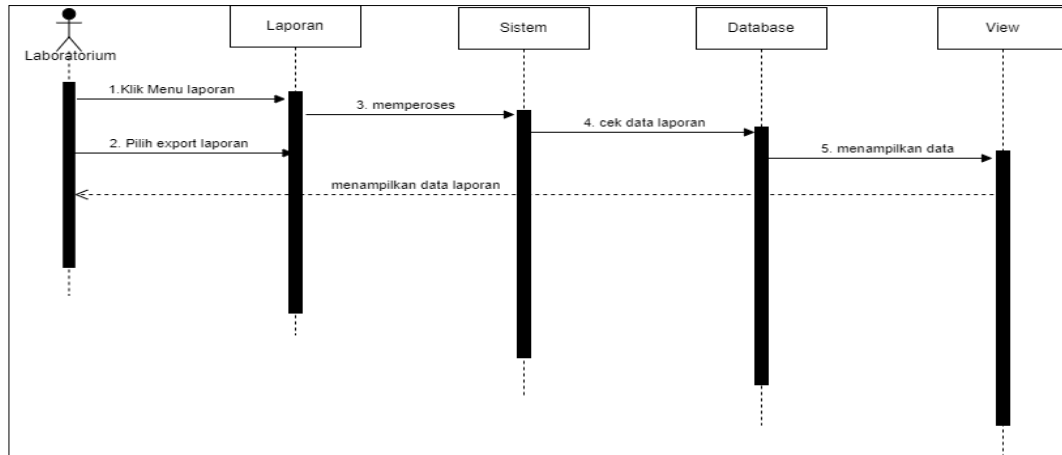 Laporan
Sistem
Database
View
Laboratorium
1.Klik Menu laporan
3. memperoses
4. cek data laporan
2. Pilih export laporan
5. menampilkan data
menampilkan data laporan